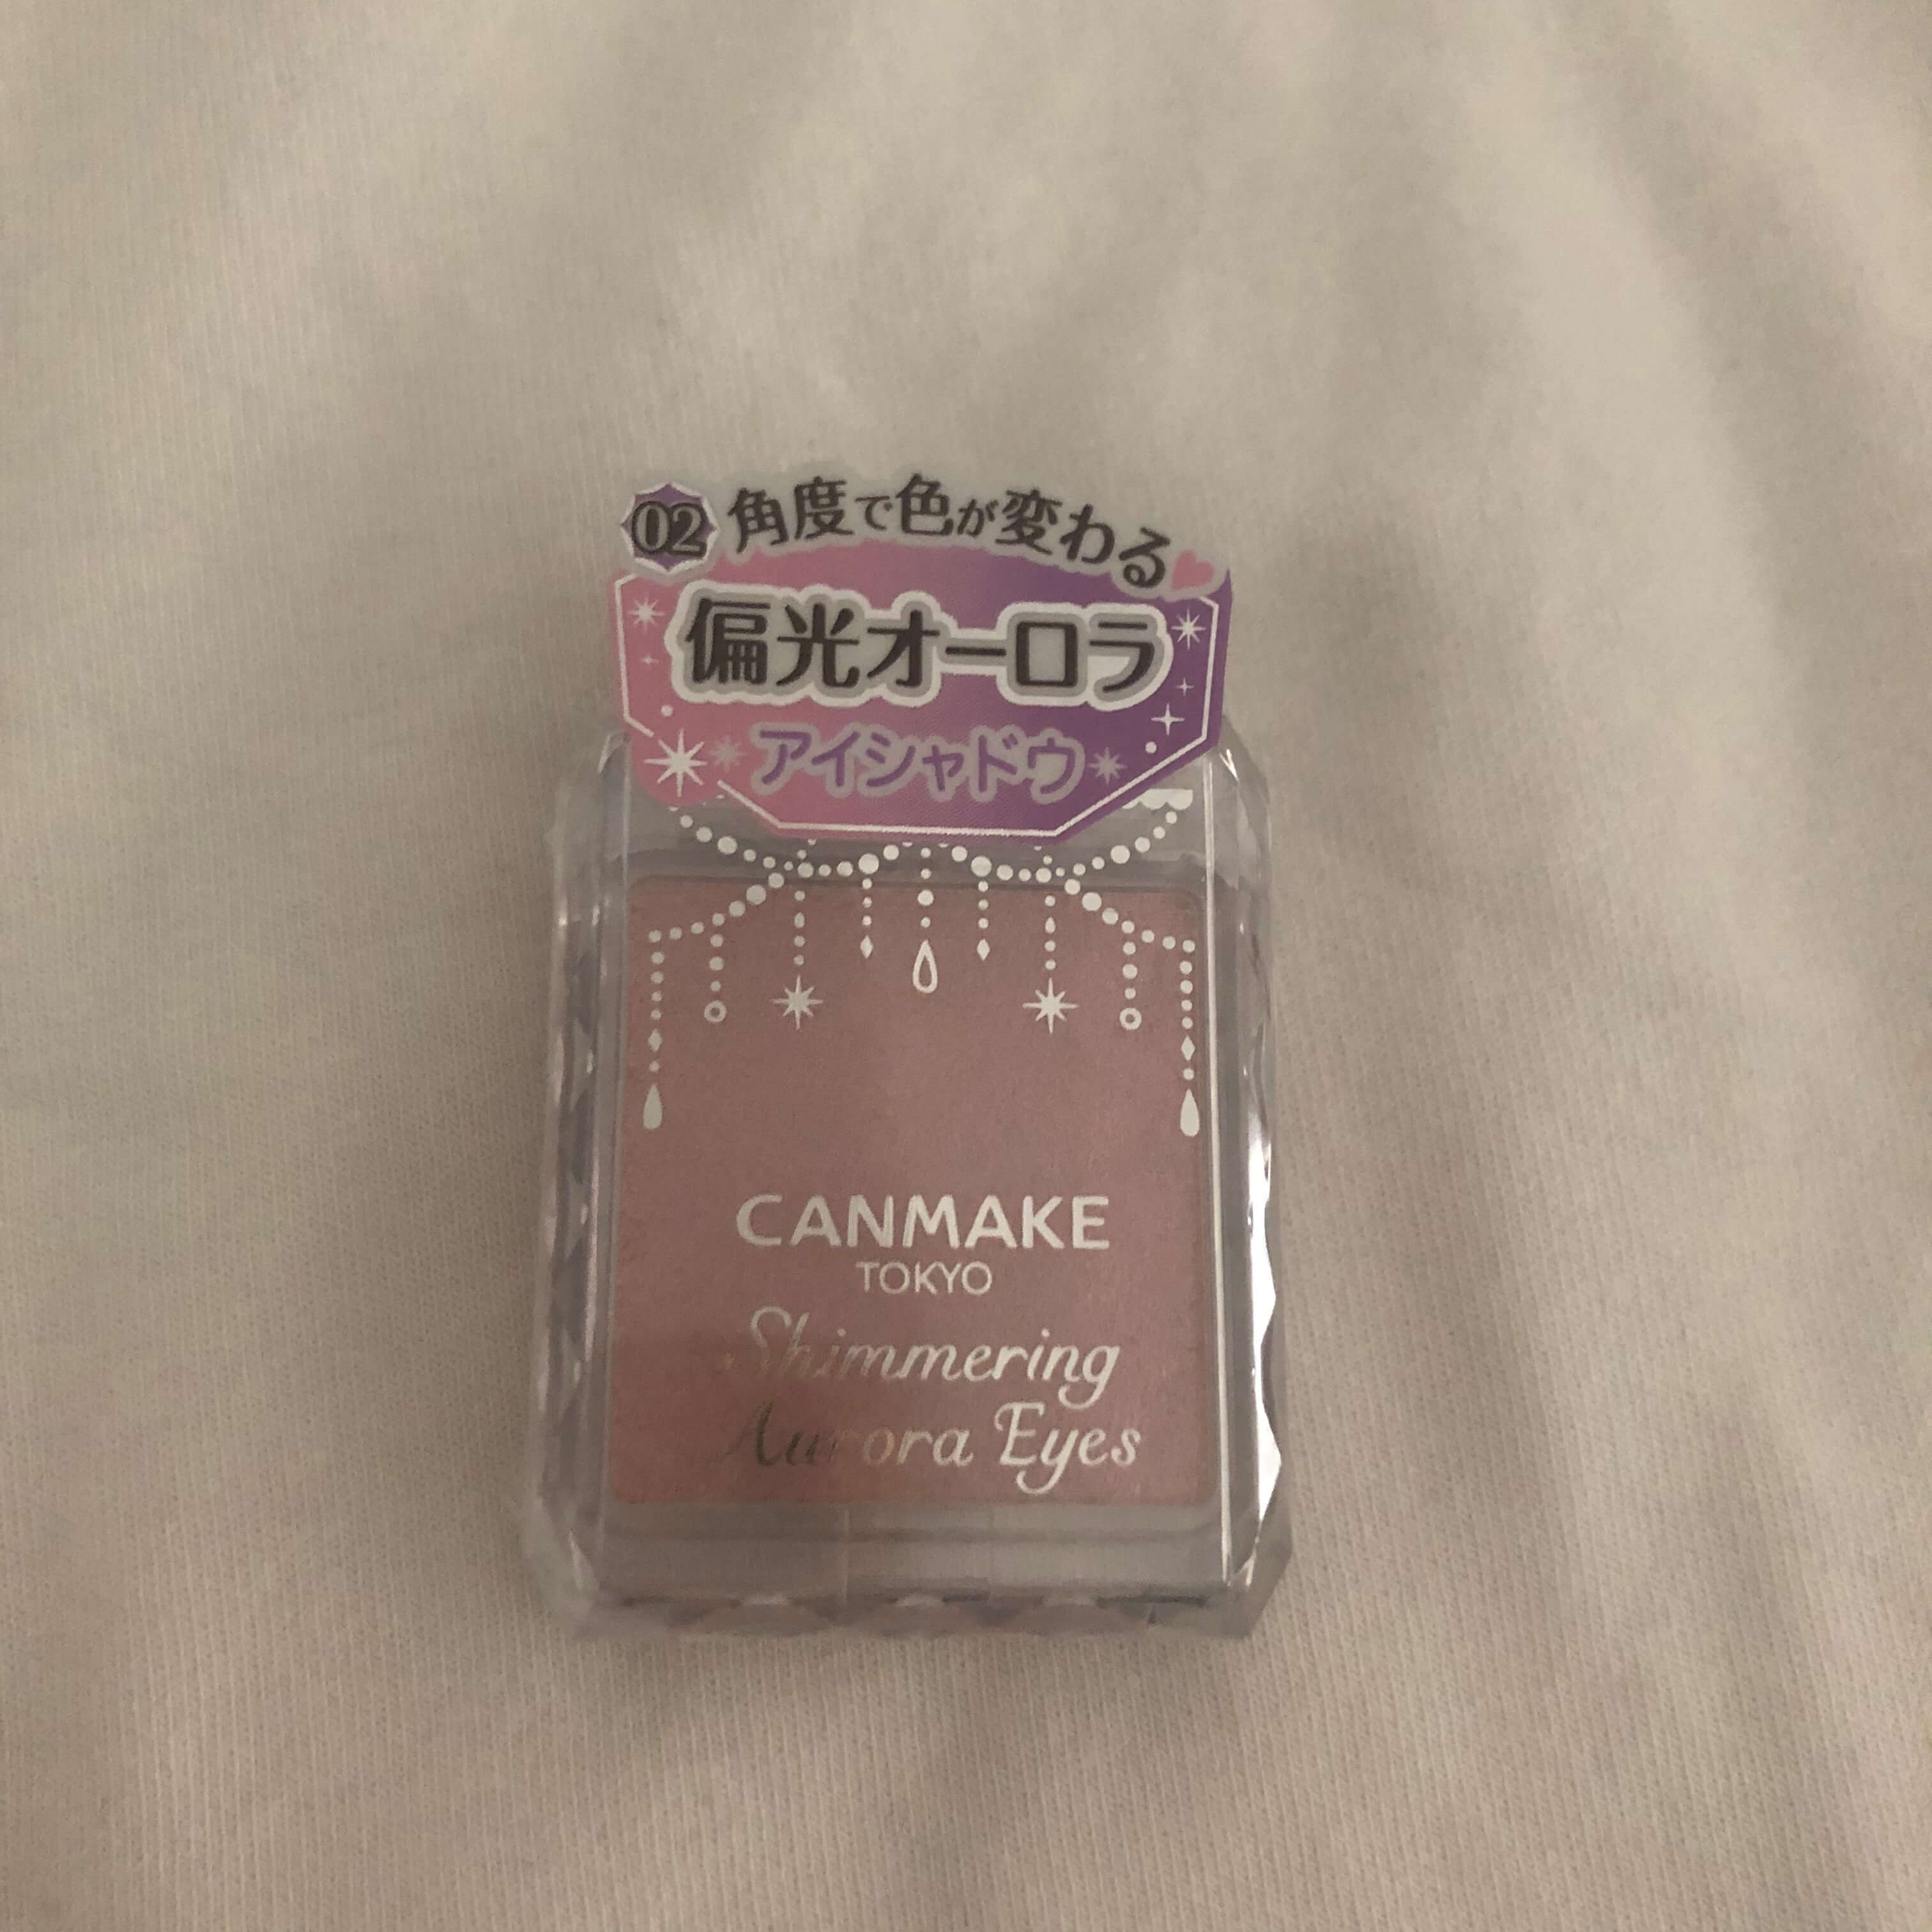 02 角度で色が変わる
偏光オーロラ
アイシャドウ
CANMAKE
TOKYO
Shimmering
Aurora Eyes